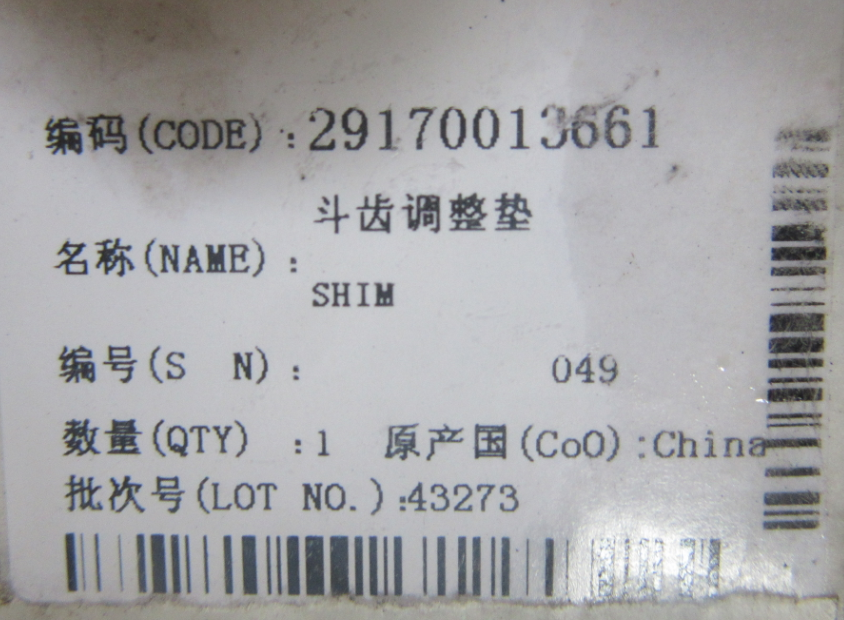 编码(CODE) :29170013661
斗齿调整垫
名称(NAME) :
SHIM
编号(S N) : 049
数量(QTY) :1 原产国(CoO) :China
批次号(LOT NO.) :43273